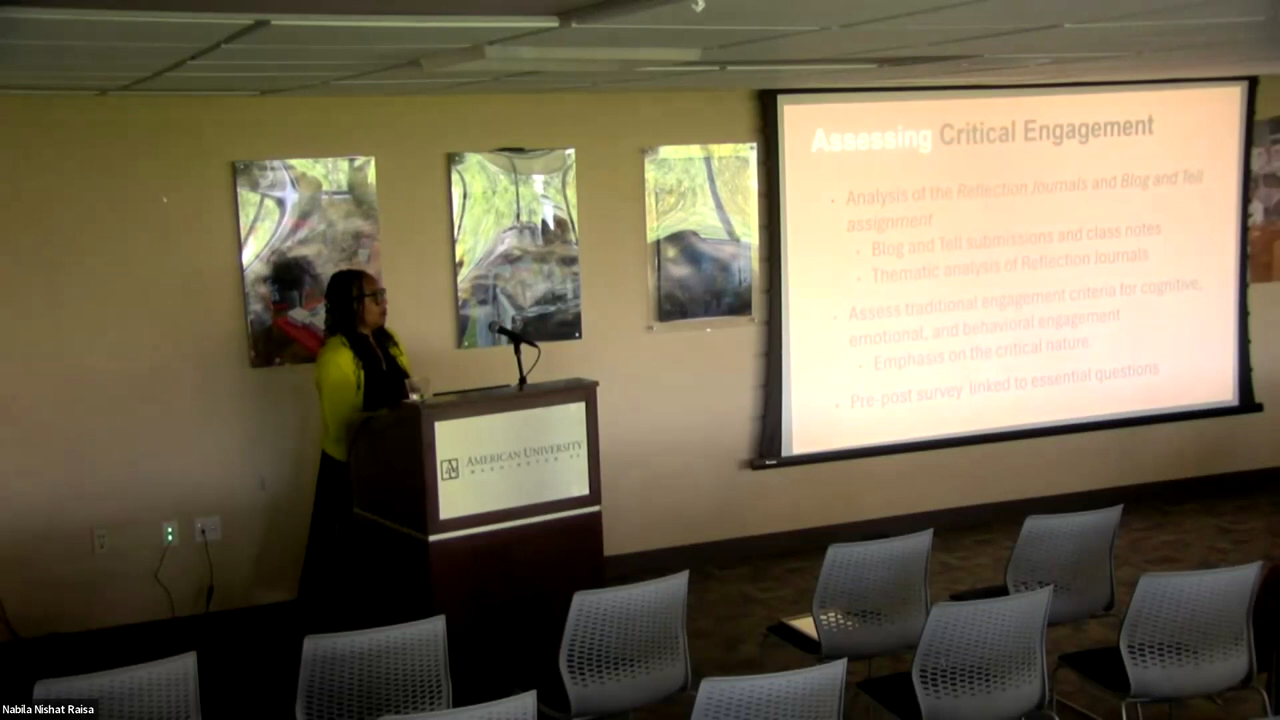 Assessing Critical Engagement
• Analysis of the Reflection Journals and Blog and Tell
assignment
• Blog and Tell submissions and class notes
• Thematic analysis of Reflection Journals
• Assess traditional engagement criteria for cognitive,
emotional, and behavioral engagement
• Emphasis on the critical nature
• Pre-post survey linked to essential questions
AMERICAN UNIVERSITY
WASHINGTON, DC
Nabila Nishat Raisa